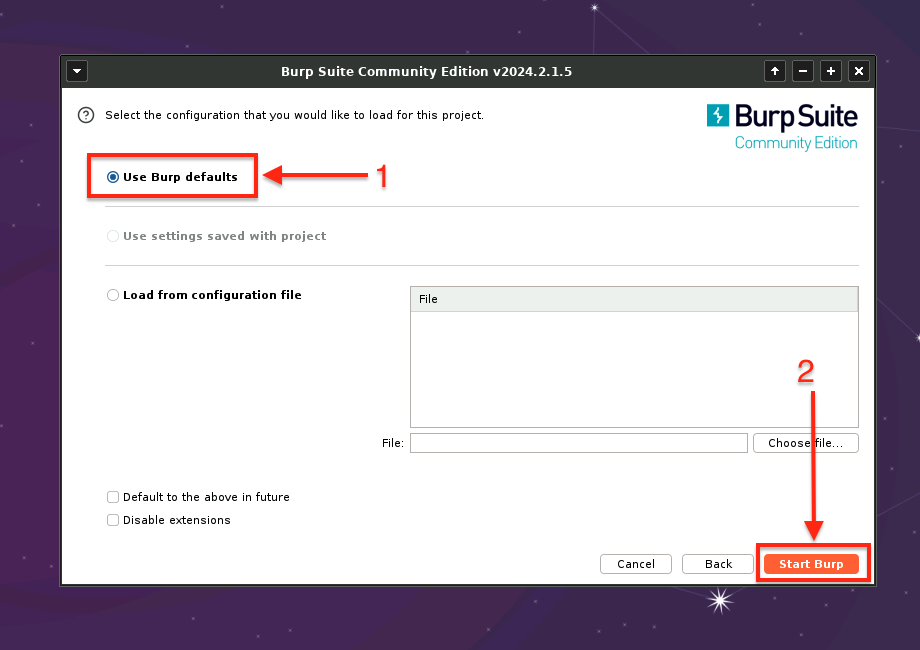 Burp Suite Community Edition v2024.2.1.5
Select the configuration that you would like to load for this project.
Burp Suite
Community Edition
Use Burp defaults
1
Use settings saved with project
Load from configuration file
File
2
File:
Choose file...
Default to the above in future
Disable extensions
Cancel
Back
Start Burp